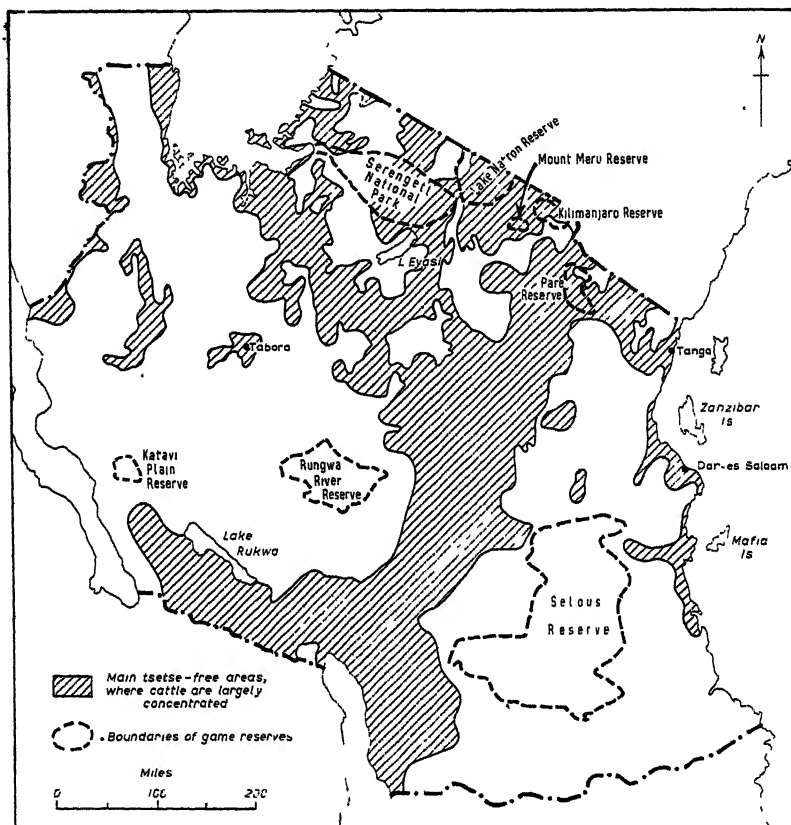 N
Serengeti
National
Park
Lake Natron Reserve
Mount Meru Reserve
Kilimanjaro Reserve
L Eyasi
Pare
Reserve
Tabora
Tanga
Zanzibar
Is
Katavi
Plain
Reserve
Rungwa
River
Reserve
Dar-es Salaam
Lake
Rukwa
Mafia
Is
Selous
Reserve
Main tsetse-free areas,
where cattle are largely
concentrated
Boundaries of game reserves
Miles
0 100 200